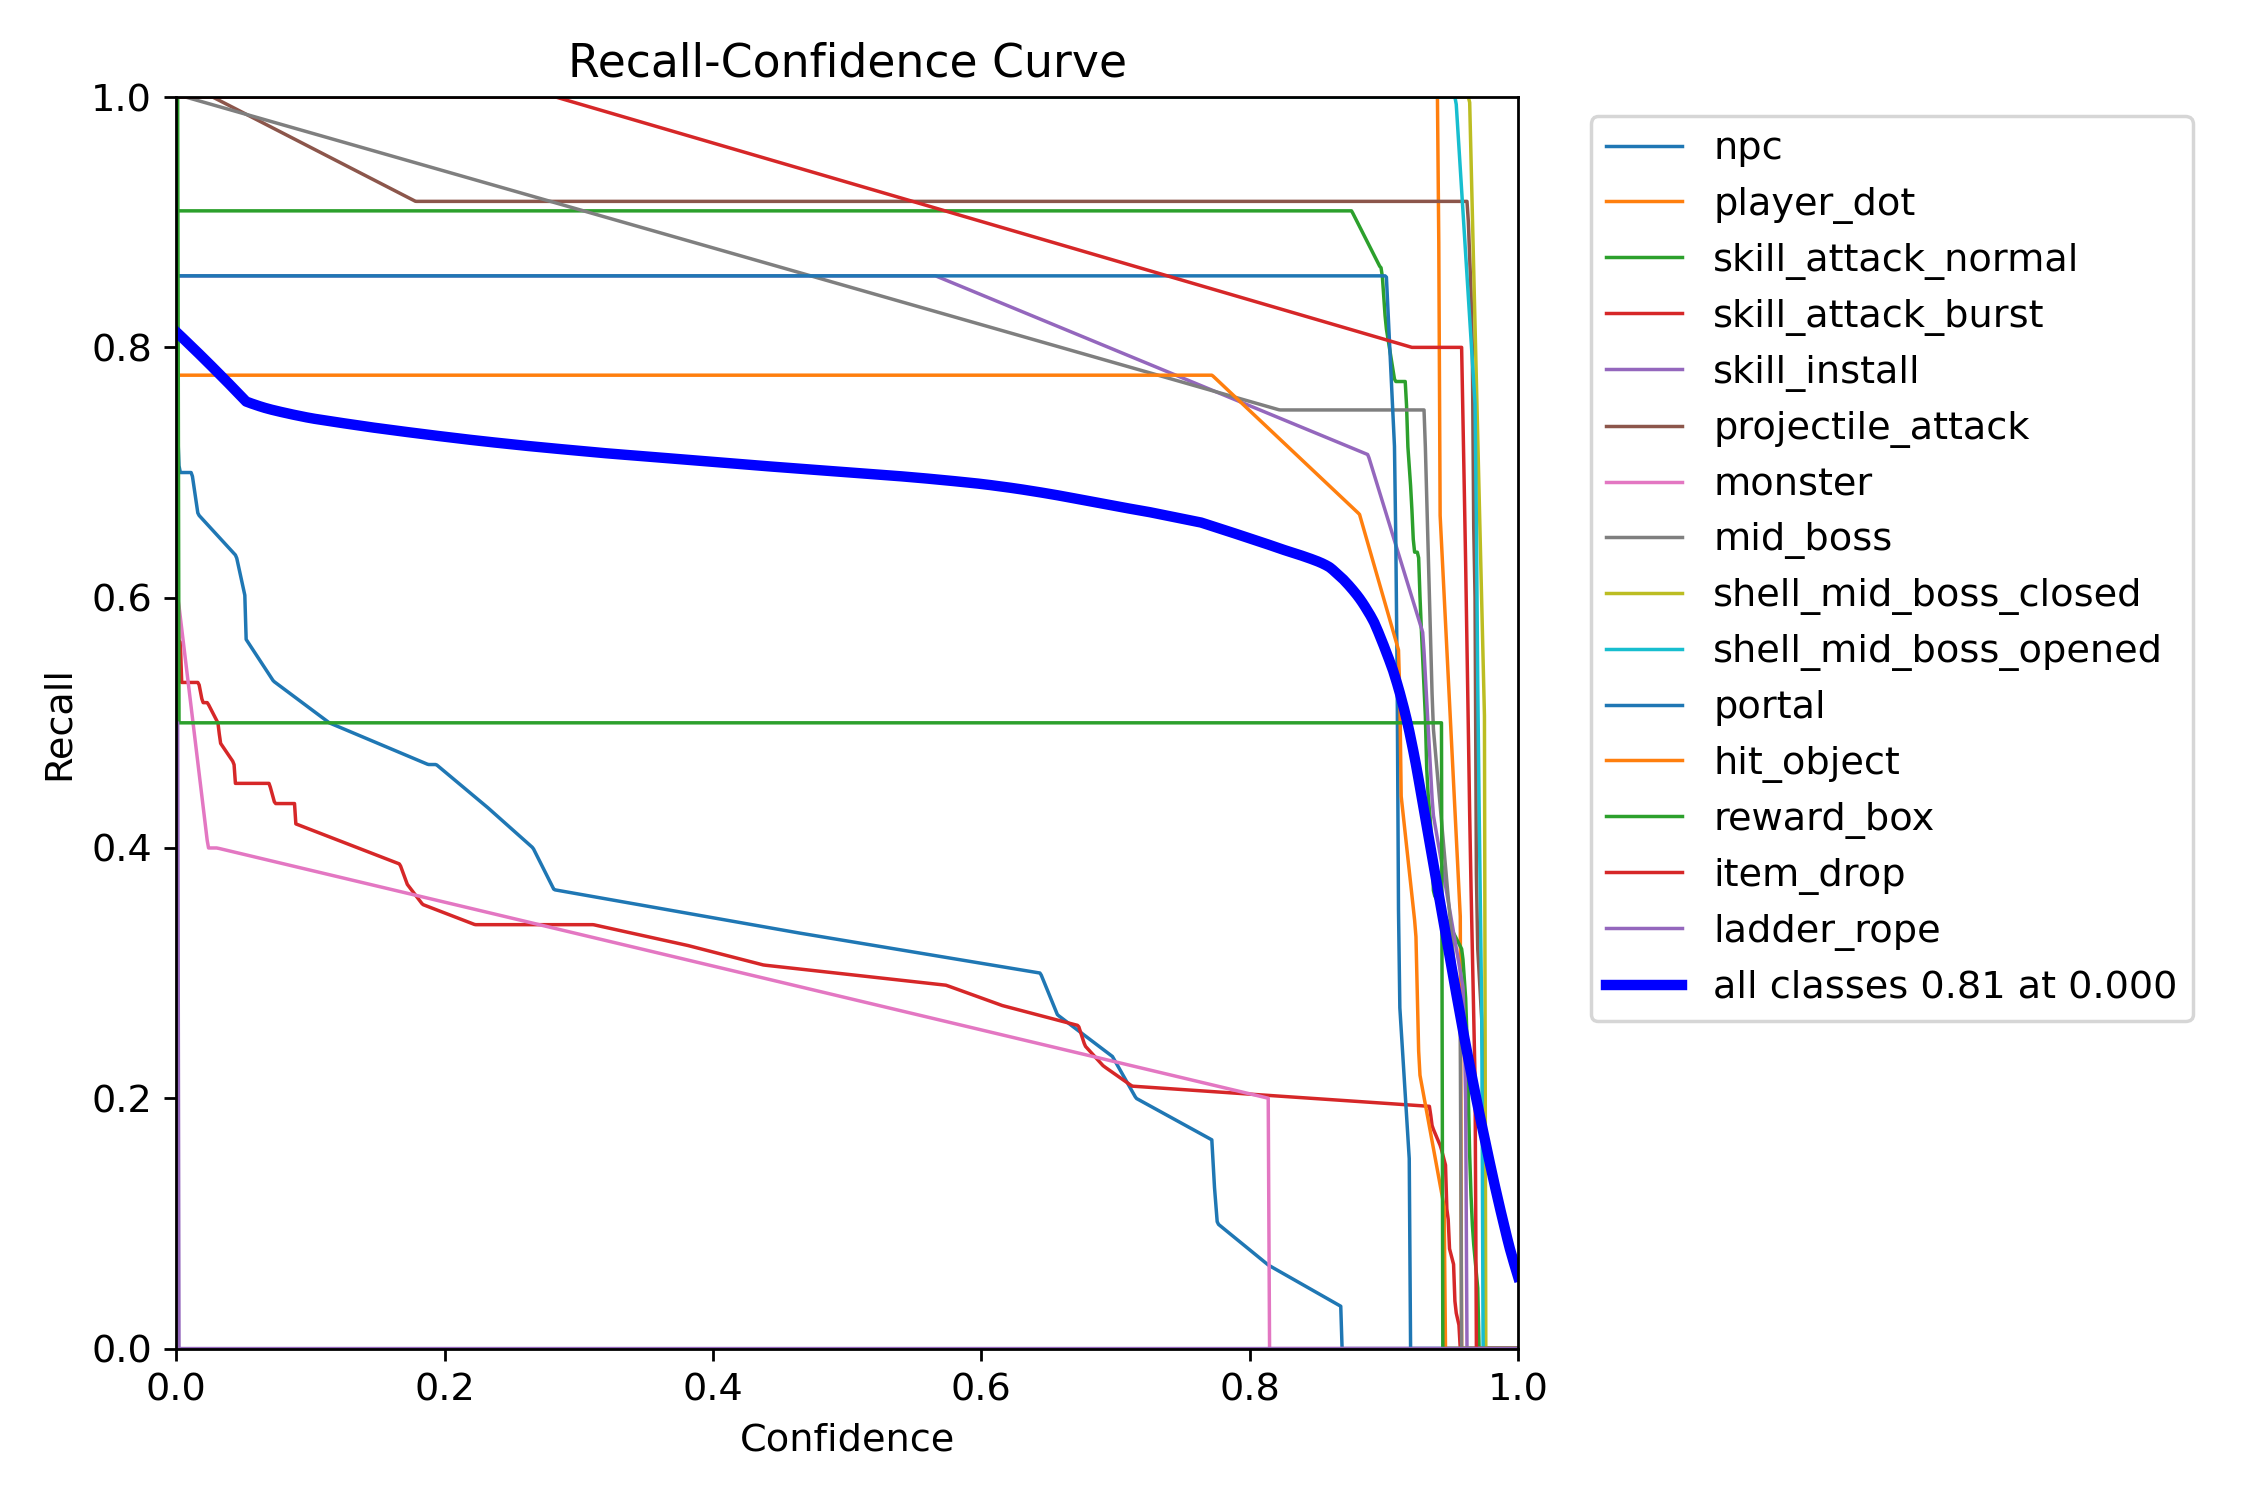 Recall-Confidence Curve
1.0
0.8
0.6
0.4
0.2
0.0
Recall
0.0 0.2 0.4 0.6 0.8 1.0
Confidence
npc
player_dot
skill_attack_normal
skill_attack_burst
skill_install
projectile_attack
monster
mid_boss
shell_mid_boss_closed
shell_mid_boss_opened
portal
hit_object
reward_box
item_drop
ladder_rope
all classes 0.81 at 0.000